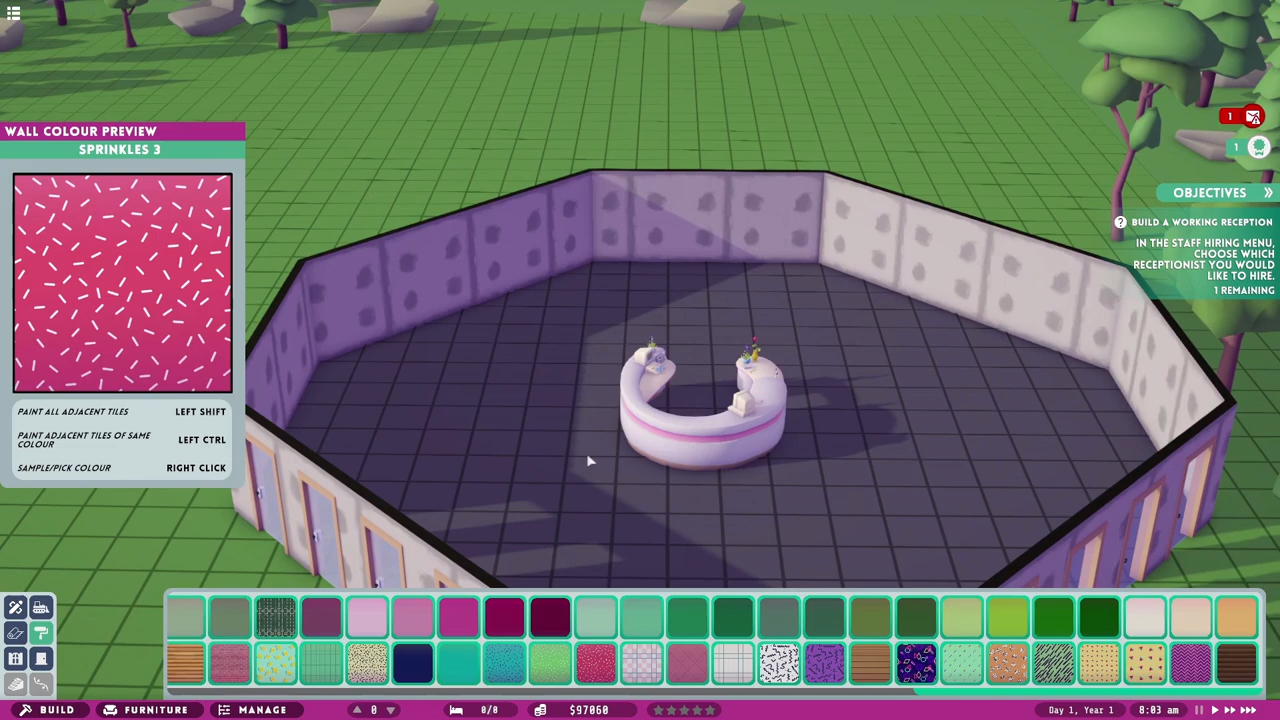 WALL COLOUR PREVIEW
SPRINKLES 3
PAINT ALL ADJACENT TILES LEFT SHIFT
PAINT ADJACENT TILES OF SAME COLOUR LEFT CTRL
SAMPLE/PICK COLOUR RIGHT CLICK
1
1
OBJECTIVES
? BUILD A WORKING RECEPTION
IN THE STAFF HIRING MENU,
CHOOSE WHICH
RECEPTIONIST YOU WOULD
LIKE TO HIRE.
1 REMAINING
BUILD FURNITURE MANAGE 0 0/0 $97060 Day 1, Year 1 8:03 am